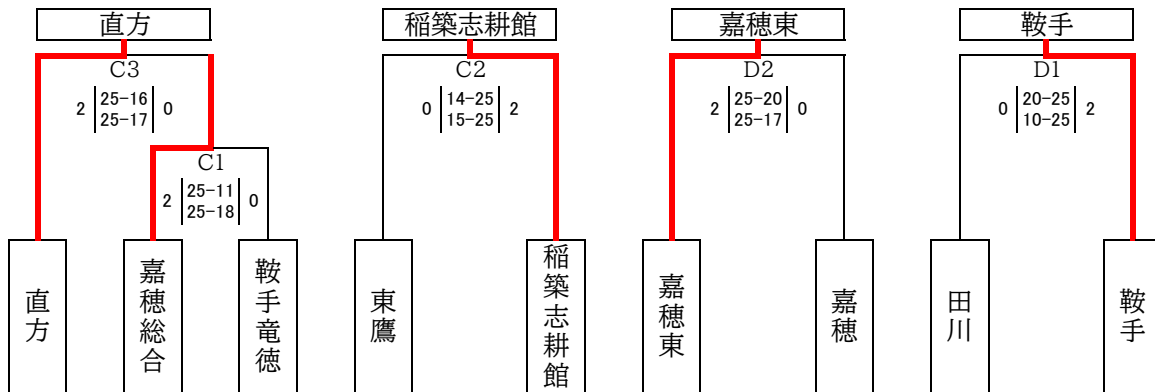 直方
稲築志耕館
嘉穂東
鞍手
C3
2 25-16 0
25-17
C2
0 14-25 2
15-25
D2
2 25-20 0
25-17
D1
0 20-25 2
10-25
C1
2 25-11 0
25-18
直方
嘉穂総合
鞍手竜徳
東鷹
稲築志耕館
嘉穂東
嘉穂
田川
鞍手